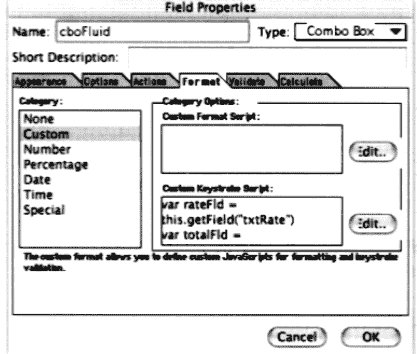 Field Properties
Name: cboFluid Type: Combo Box
Short Description:
Appearance Options Actions Format Validate Calculate
Category: Category Options:
None
Custom
Number
Percentage
Date
Time
Special
Custom Format Script:
Edit..
Custom Keystroke Script:
var rateFld =
this.getField("txtRate")
var totalFld =
Edit..
The custom format allows you to define custom JavaScripts for formatting and keystroke
validation.
Cancel OK